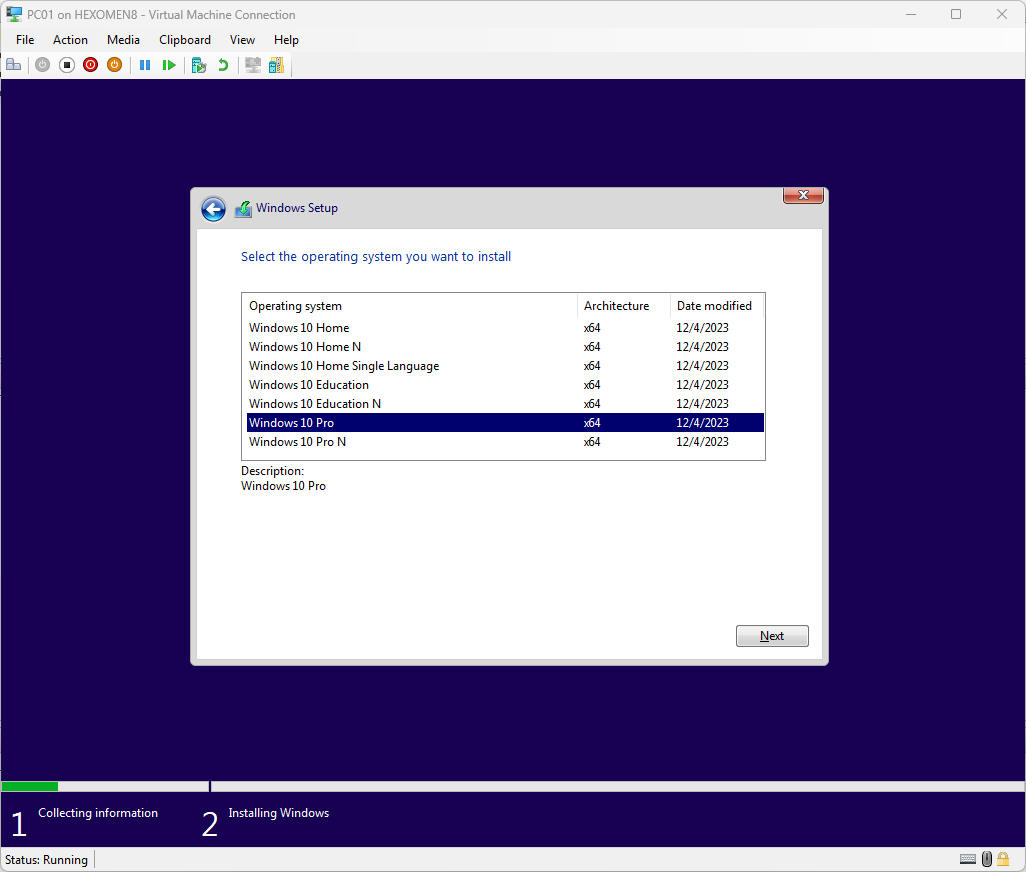 PC01 on HEXOMEN8 - Virtual Machine Connection
File Action Media Clipboard View Help
Windows Setup
Select the operating system you want to install
Operating system Architecture Date modified
Windows 10 Home x64 12/4/2023
Windows 10 Home N x64 12/4/2023
Windows 10 Home Single Language x64 12/4/2023
Windows 10 Education x64 12/4/2023
Windows 10 Education N x64 12/4/2023
Windows 10 Pro x64 12/4/2023
Windows 10 Pro N x64 12/4/2023
Description:
Windows 10 Pro
Next
1 Collecting information 2 Installing Windows
Status: Running